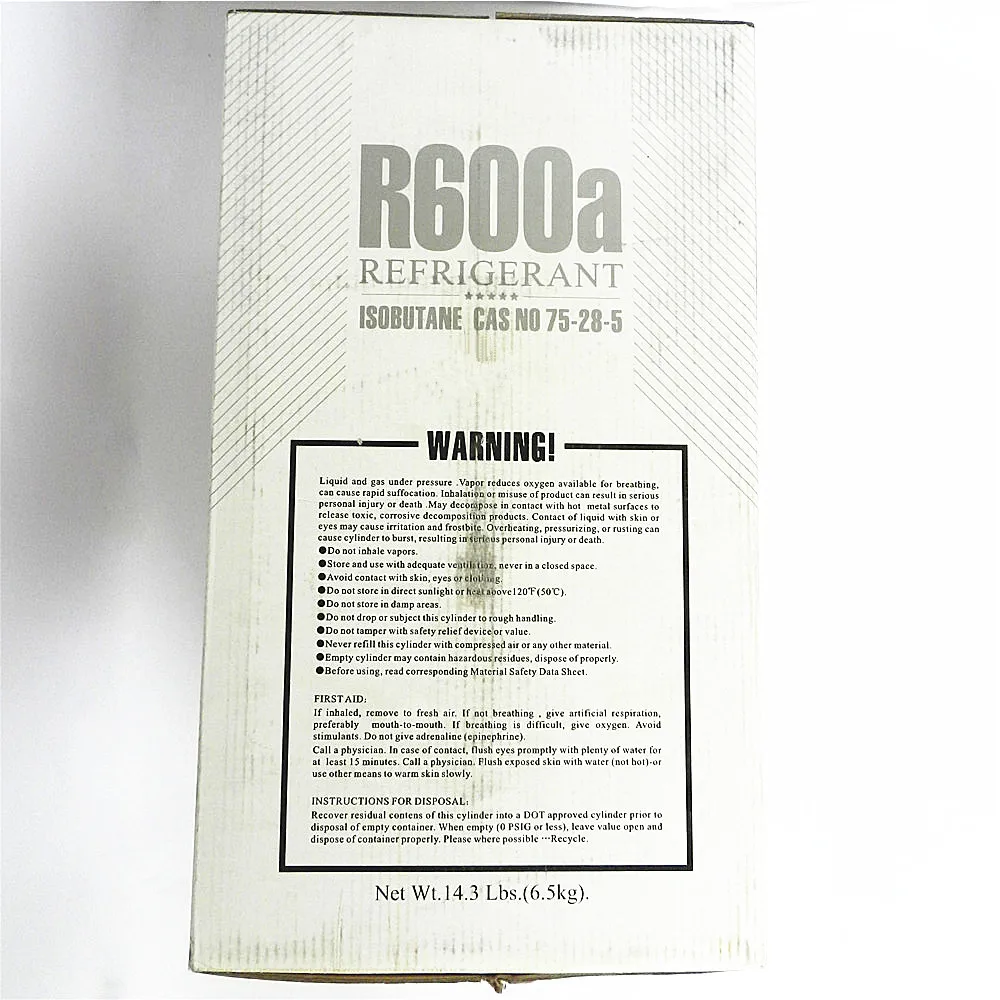 R600a
REFRIGERANT
★★★★★
ISOBUTANE CAS NO 75-28-5
WARNING!
Liquid and gas under pressure .Vapor reduces oxygen available for breathing,
can cause rapid suffocation. Inhalation or misuse of product can result in serious
personal injury or death .May decompose in contact with hot metal surfaces to
release toxic, corrosive decomposition products. Contact of liquid with skin or
eyes may cause irritation and frostbite. Overheating, pressurizing, or rusting can
cause cylinder to burst, resulting in serious personal injury or death.
●Do not inhale vapors.
●Store and use with adequate ventilation, never in a closed space.
●Avoid contact with skin, eyes or clothing.
●Do not store in direct sunlight or heat above120℉(50℃).
●Do not store in damp areas.
●Do not drop or subject this cylinder to rough handling.
●Do not tamper with safety relief device or value.
●Never refill this cylinder with compressed air or any other material.
●Empty cylinder may contain hazardous residues, dispose of properly.
●Before using, read corresponding Material Safety Data Sheet.
FIRST AID:
If inhaled, remove to fresh air. If not breathing , give artificial respiration,
preferably mouth-to-mouth. If breathing is difficult, give oxygen. Avoid
stimulants. Do not give adrenaline (epinephrine).
Call a physician. In case of contact, flush eyes promptly with plenty of water for
at least 15 minutes. Call a physician. Flush exposed skin with water (not hot)-or
use other means to warm skin slowly.
INSTRUCTIONS FOR DISPOSAL:
Recover residual contens of this cylinder into a DOT approved cylinder prior to
disposal of empty container. When empty (0 PSIG or less), leave value open and
dispose of container properly. Please where possible ···Recycle.
Net Wt.14.3 Lbs.(6.5kg).